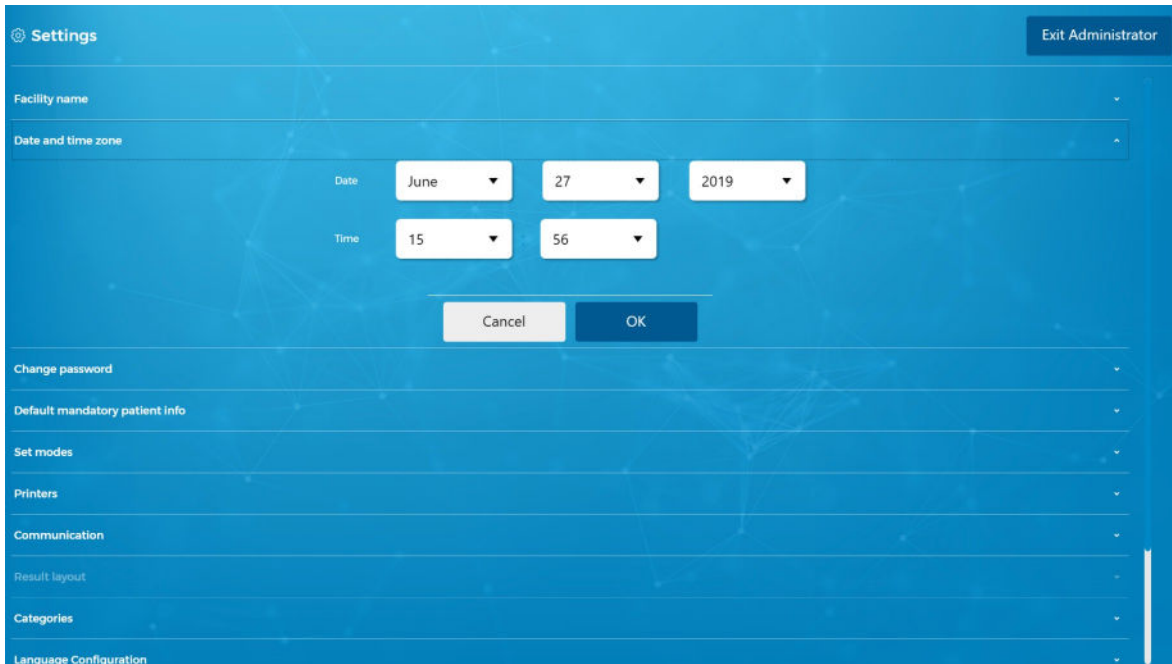 Settings
Exit Administrator
Facility name
Date and time zone
Date June 27 2019
Time 15 56
Cancel OK
Change password
Default mandatory patient info
Set modes
Printers
Communication
Result layout
Categories
Language Configuration